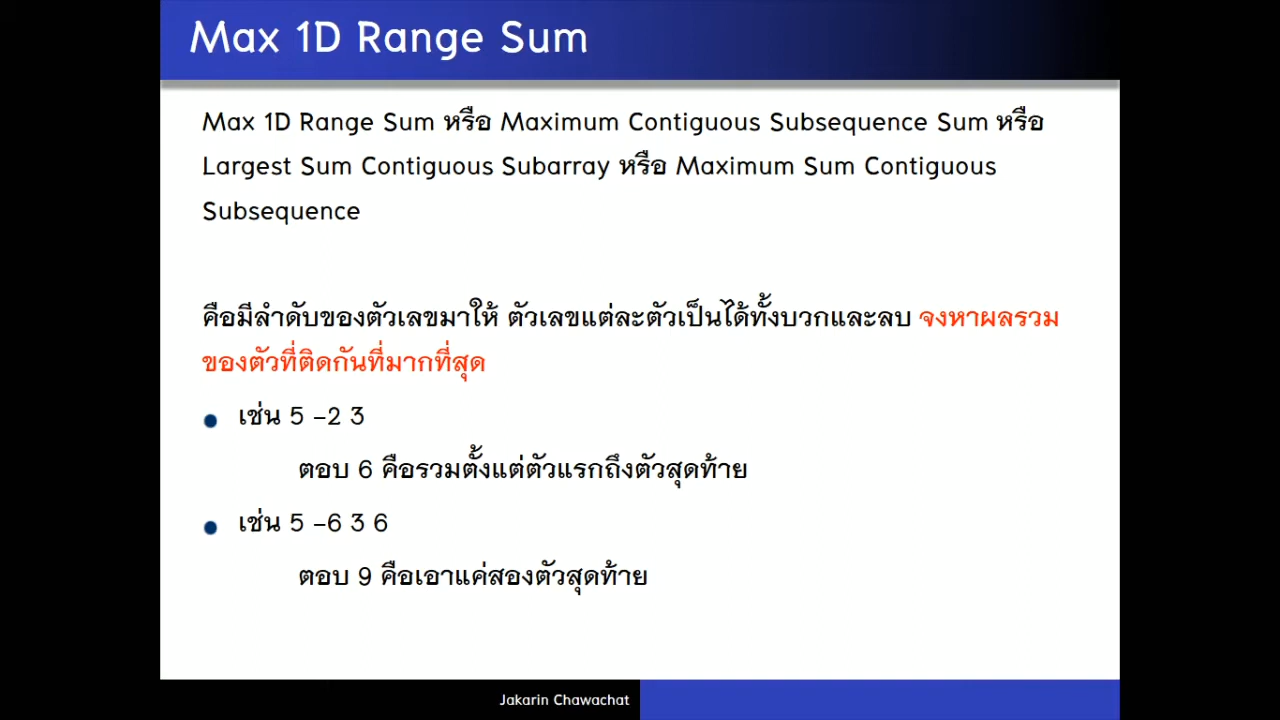 Max 1D Range Sum
Max 1D Range Sum หรือ Maximum Contiguous Subsequence Sum หรือ
Largest Sum Contiguous Subarray หรือ Maximum Sum Contiguous
Subsequence
คือมีลำดับของตัวเลขมาให้ ตัวเลขแต่ละตัวเป็นได้ทั้งบวกและลบ จงหาผลรวม
ของตัวที่ติดกันที่มากที่สุด
เช่น 5 –2 3
ตอบ 6 คือรวมตั้งแต่ตัวแรกถึงตัวสุดท้าย
เช่น 5 –6 3 6
ตอบ 9 คือเอาแค่สองตัวสุดท้าย
Jakarin Chawachat